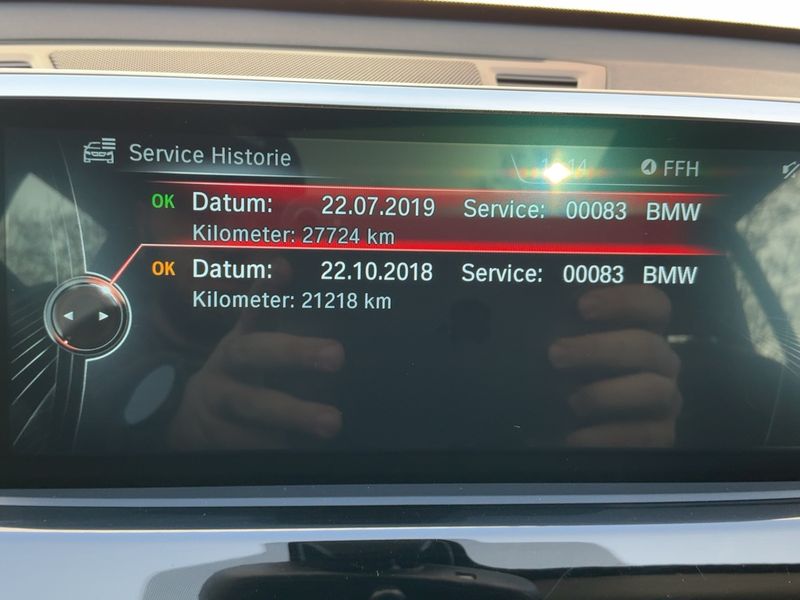 Service Historie
FFH
OK Datum: 22.07.2019 Service: 00083 BMW
Kilometer: 27724 km
OK Datum: 22.10.2018 Service: 00083 BMW
Kilometer: 21218 km